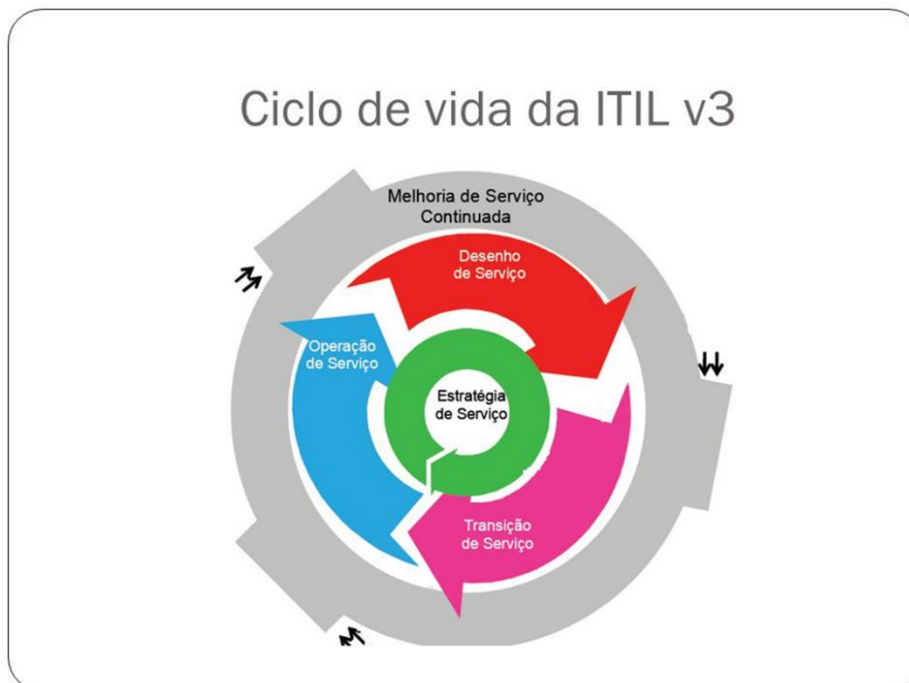 Ciclo de vida da ITIL v3
Melhoria de Serviço
Continuada
Desenho
de Serviço
Operação
de Serviço
Estratégia
de Serviço
Transição
de Serviço